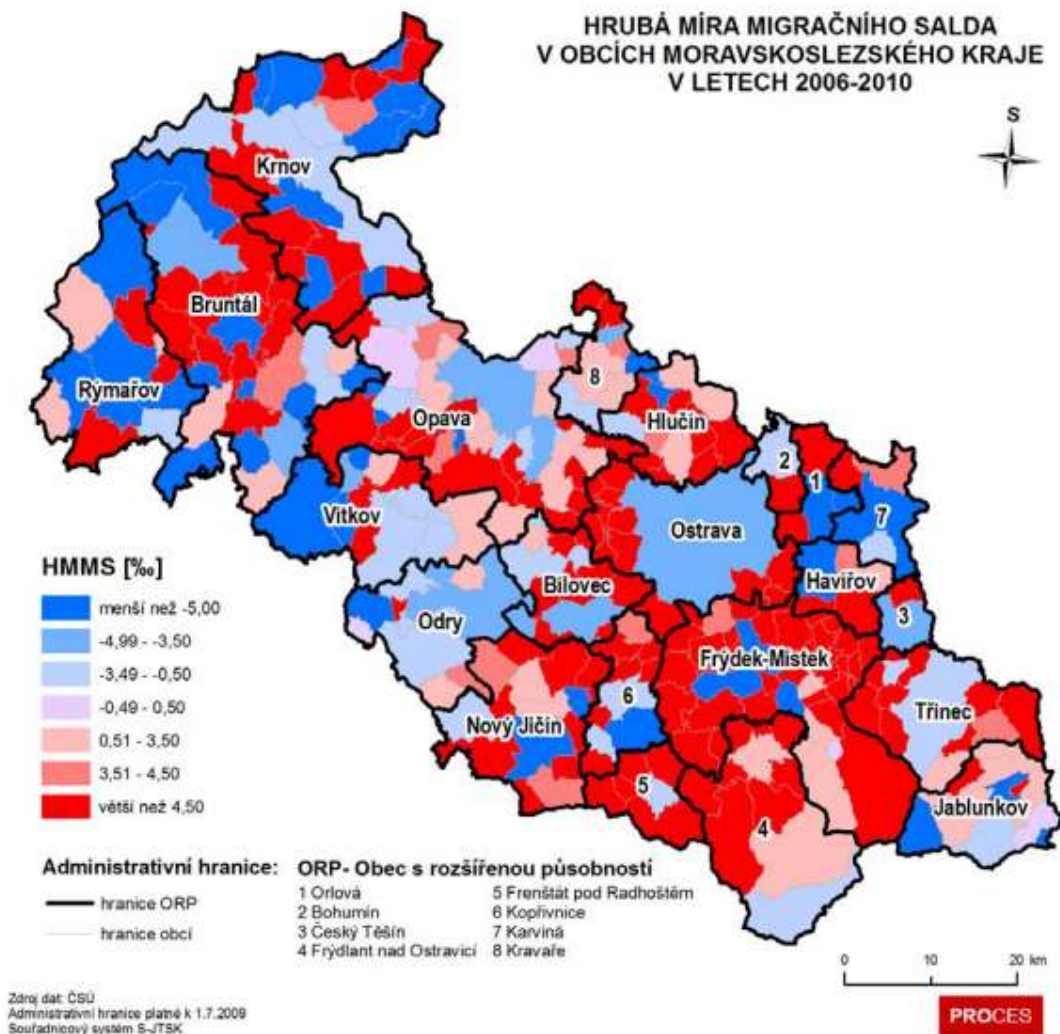 HRUBÁ MÍRA MIGRAČNÍHO SALDA
V OBCÍCH MORAVSKOSLEZSKÉHO KRAJE
V LETECH 2006-2010
S
Krnov
Bruntál
Rýmařov
8
Opava
Hlučín
2
1
Vítkov
Ostrava
7
Bílovec
Havířov
Odry
3
Frýdek-Místek
6
Třinec
Nový Jičín
5
Jablunkov
4
HMMS [‰]
menší než -5,00
-4,99 - -3,50
-3,49 - -0,50
-0,49 - 0,50
0,51 - 3,50
3,51 - 4,50
větší než 4,50
Administrativní hranice:
hranice ORP
hranice obcí
ORP- Obec s rozšířenou působností
1 Orlová
2 Bohumín
3 Český Těšín
4 Frýdlant nad Ostravicí
5 Frenštát pod Radhoštěm
6 Kopřivnice
7 Karviná
8 Kravaře
0 10 20 km
Zdroj dat: ČSÚ
Administrativní hranice platné k 1.7.2009
Souřadnicový systém S-JTSK
PROCES